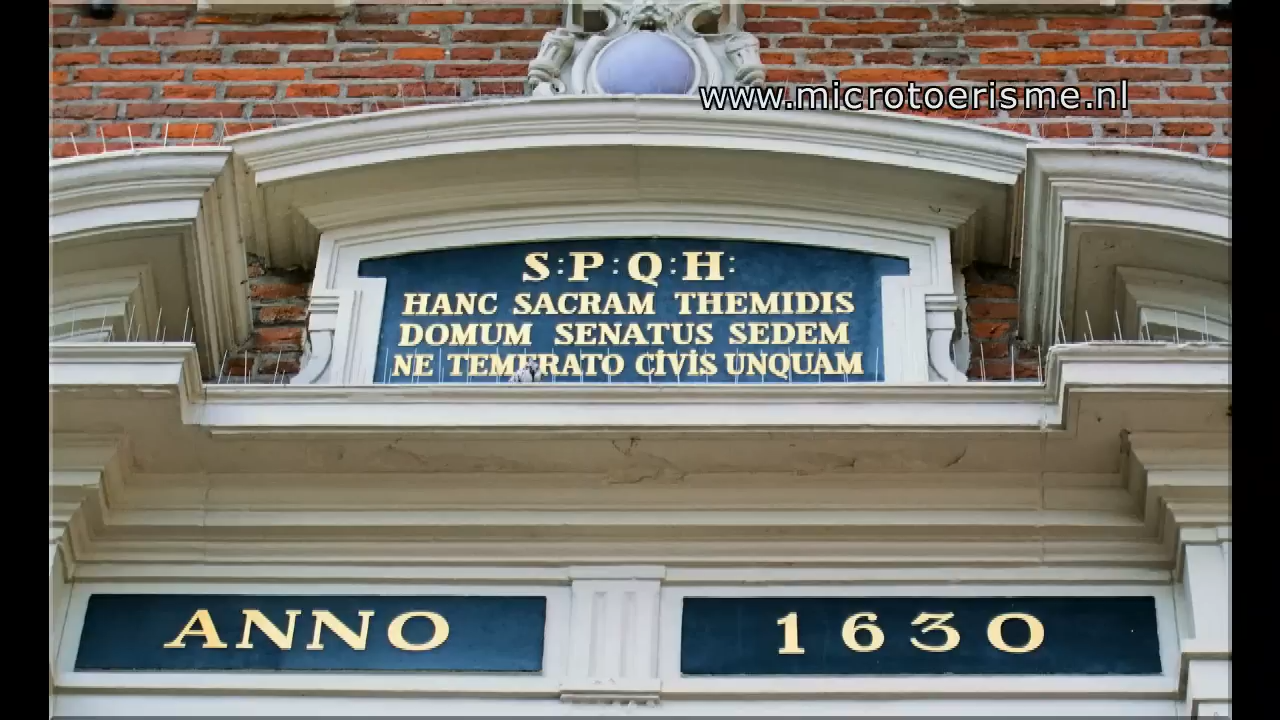 www.microtoerisme.nl
S:P:Q:H:
HANC SACRAM THEMIDIS
DOMUM SENATUS SEDEM
NE TEMERATO CIVIS UNQUAM
ANNO 1630